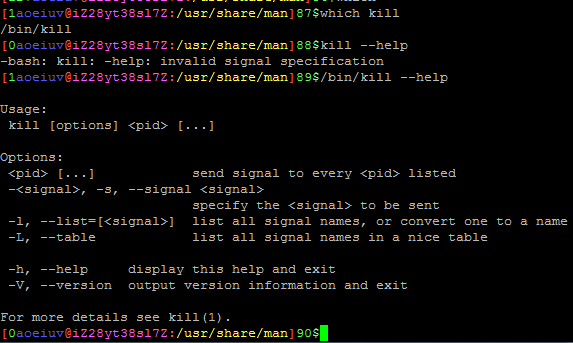 [1aoeiuv@iZ28yt38sl7Z:/usr/share/man]87$which kill
/bin/kill
[0aoeiuv@iZ28yt38sl7Z:/usr/share/man]88$kill --help
-bash: kill: -help: invalid signal specification
[1aoeiuv@iZ28yt38sl7Z:/usr/share/man]89$/bin/kill --help
Usage:
kill [options] <pid> [...]
Options:
<pid> [...]            send signal to every <pid> listed
-<signal>, -s, --signal <signal>
specify the <signal> to be sent
-l, --list=[<signal>]  list all signal names, or convert one to a name
-L, --table            list all signal names in a nice table
-h, --help     display this help and exit
-V, --version  output version information and exit
For more details see kill(1).
[0aoeiuv@iZ28yt38sl7Z:/usr/share/man]90$